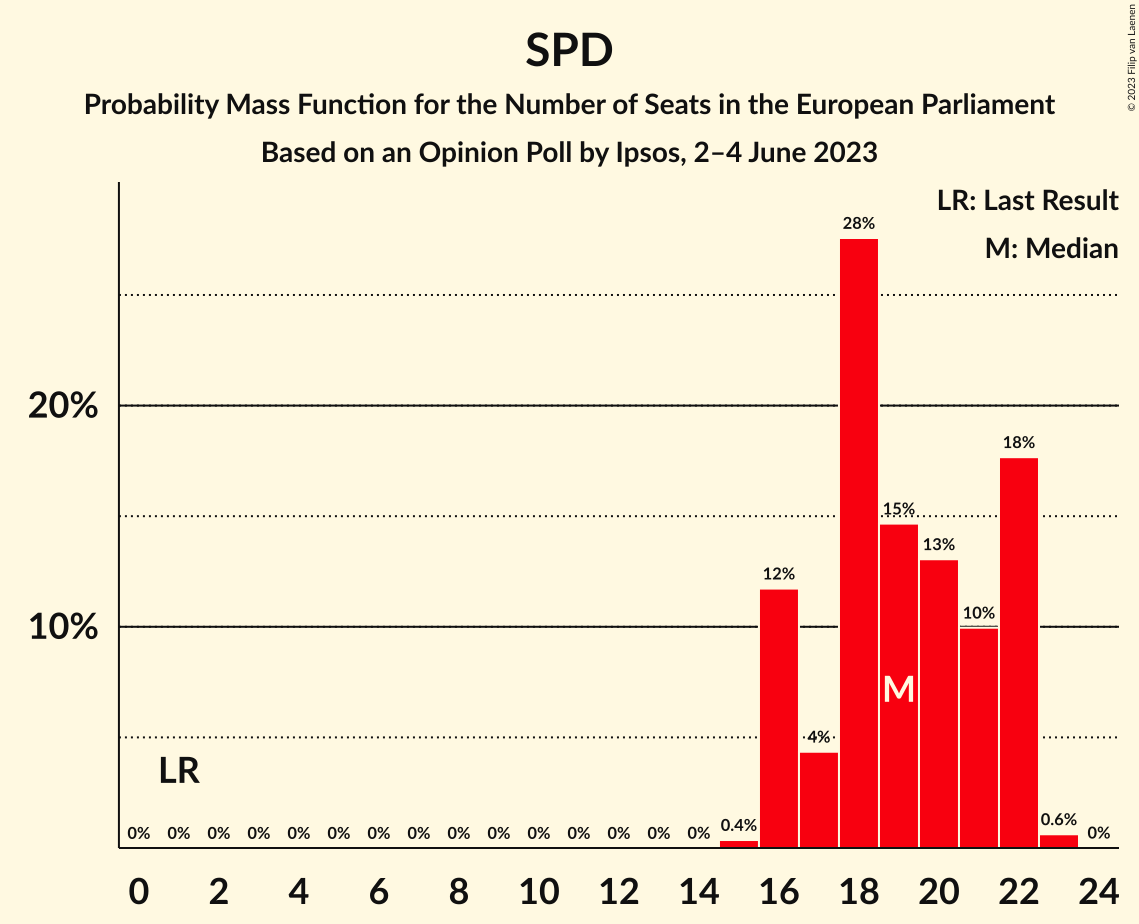 SPD
Probability Mass Function for the Number of Seats in the European Parliament
Based on an Opinion Poll by Ipsos, 2–4 June 2023
© 2023 Filip van Laenen
LR: Last Result
M: Median
28%
20%
18%
15%
13%
12%
10%
10%
M
4%
LR
0% 0% 0% 0% 0% 0% 0% 0% 0% 0% 0% 0% 0% 0% 0% 0.4% 0.6% 0%
0 2 4 6 8 10 12 14 16 18 20 22 24